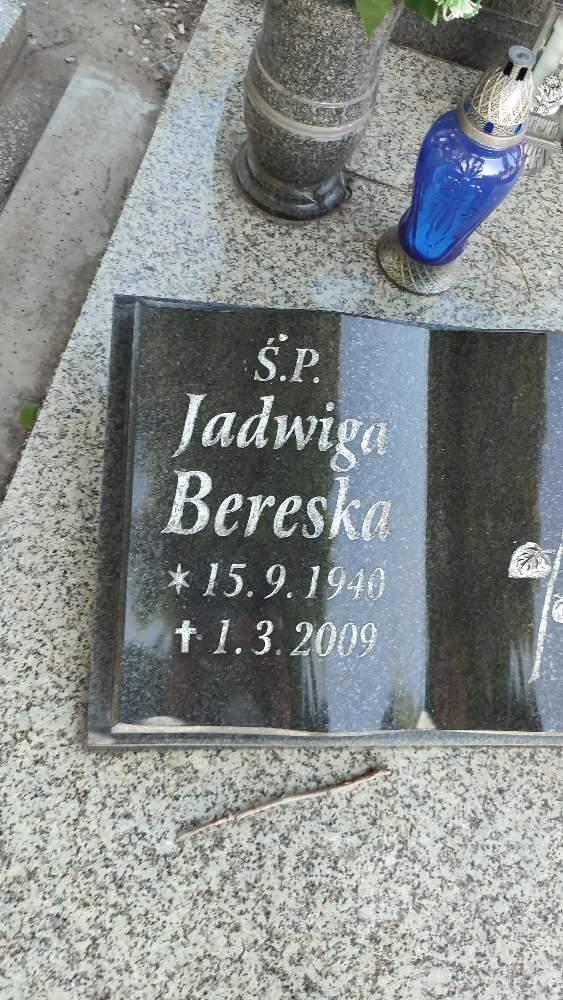 Ś.P.
Jadwiga
Bereska
* 15.9.1940
✝ 1.3.2009